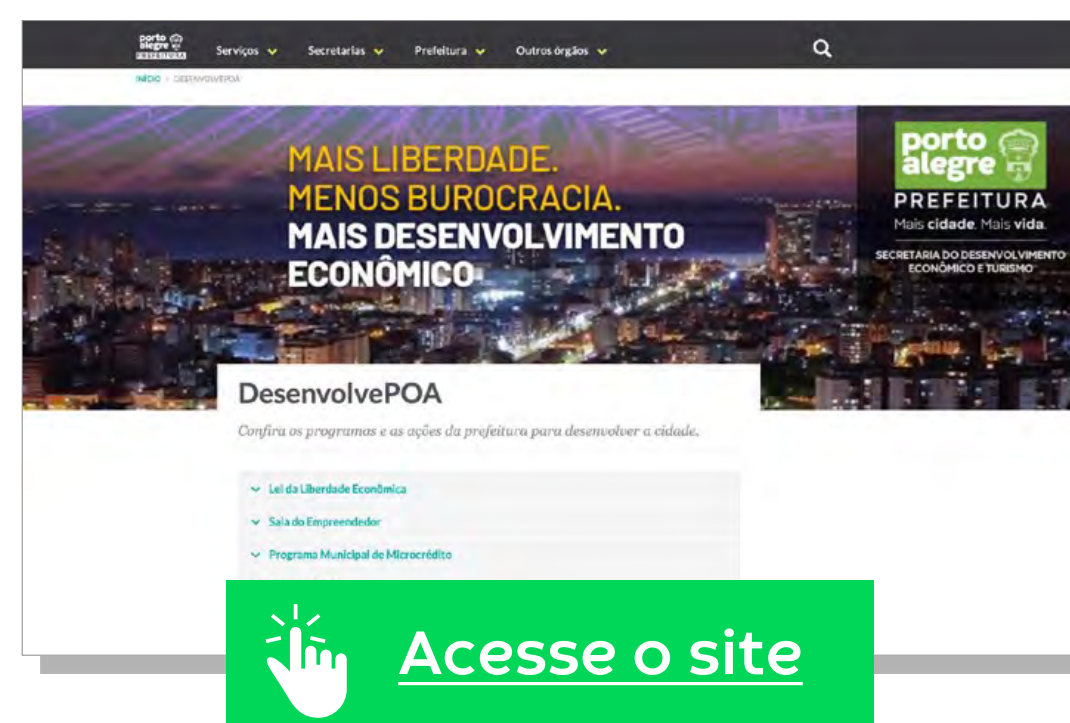 porto
alegre
PREFEITURA
Serviços
Secretarias
Prefeitura
Outros órgãos
INÍCIO
DESENVOLVEPOA
MAIS LIBERDADE.
MENOS BUROCRACIA.
MAIS DESENVOLVIMENTO
ECONÔMICO
porto
alegre
PREFEITURA
Mais cidade. Mais vida.
SECRETARIA DO DESENVOLVIMENTO
ECONÔMICO E TURISMO
DesenvolvePOA
Confira os programas e as ações da prefeitura para desenvolver a cidade.
Lei da Liberdade Econômica
Sala do Empreendedor
Programa Municipal de Microcrédito
Acesse o site